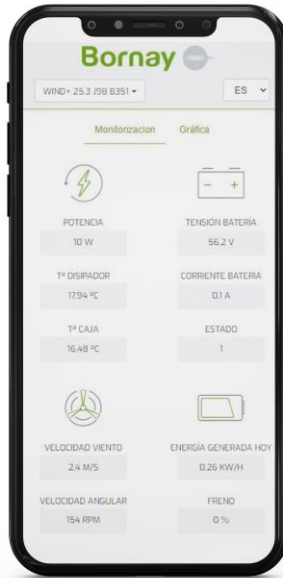 Bornay
WIND+ 25.3 J98 B351
ES
Monitorizacion Gráfica
POTENCIA TENSIÓN BATERÍA
10 W 56.2 V
Tª DISIPADOR CORRIENTE BATERIA
17.94 ºC 0.1 A
Tª CAJA ESTADO
16.48 ºC 1
VELOCIDAD VIENTO ENERGÍA GENERADA HOY
2.4 M/S 0.26 KW/H
VELOCIDAD ANGULAR FRENO
154 RPM 0 %